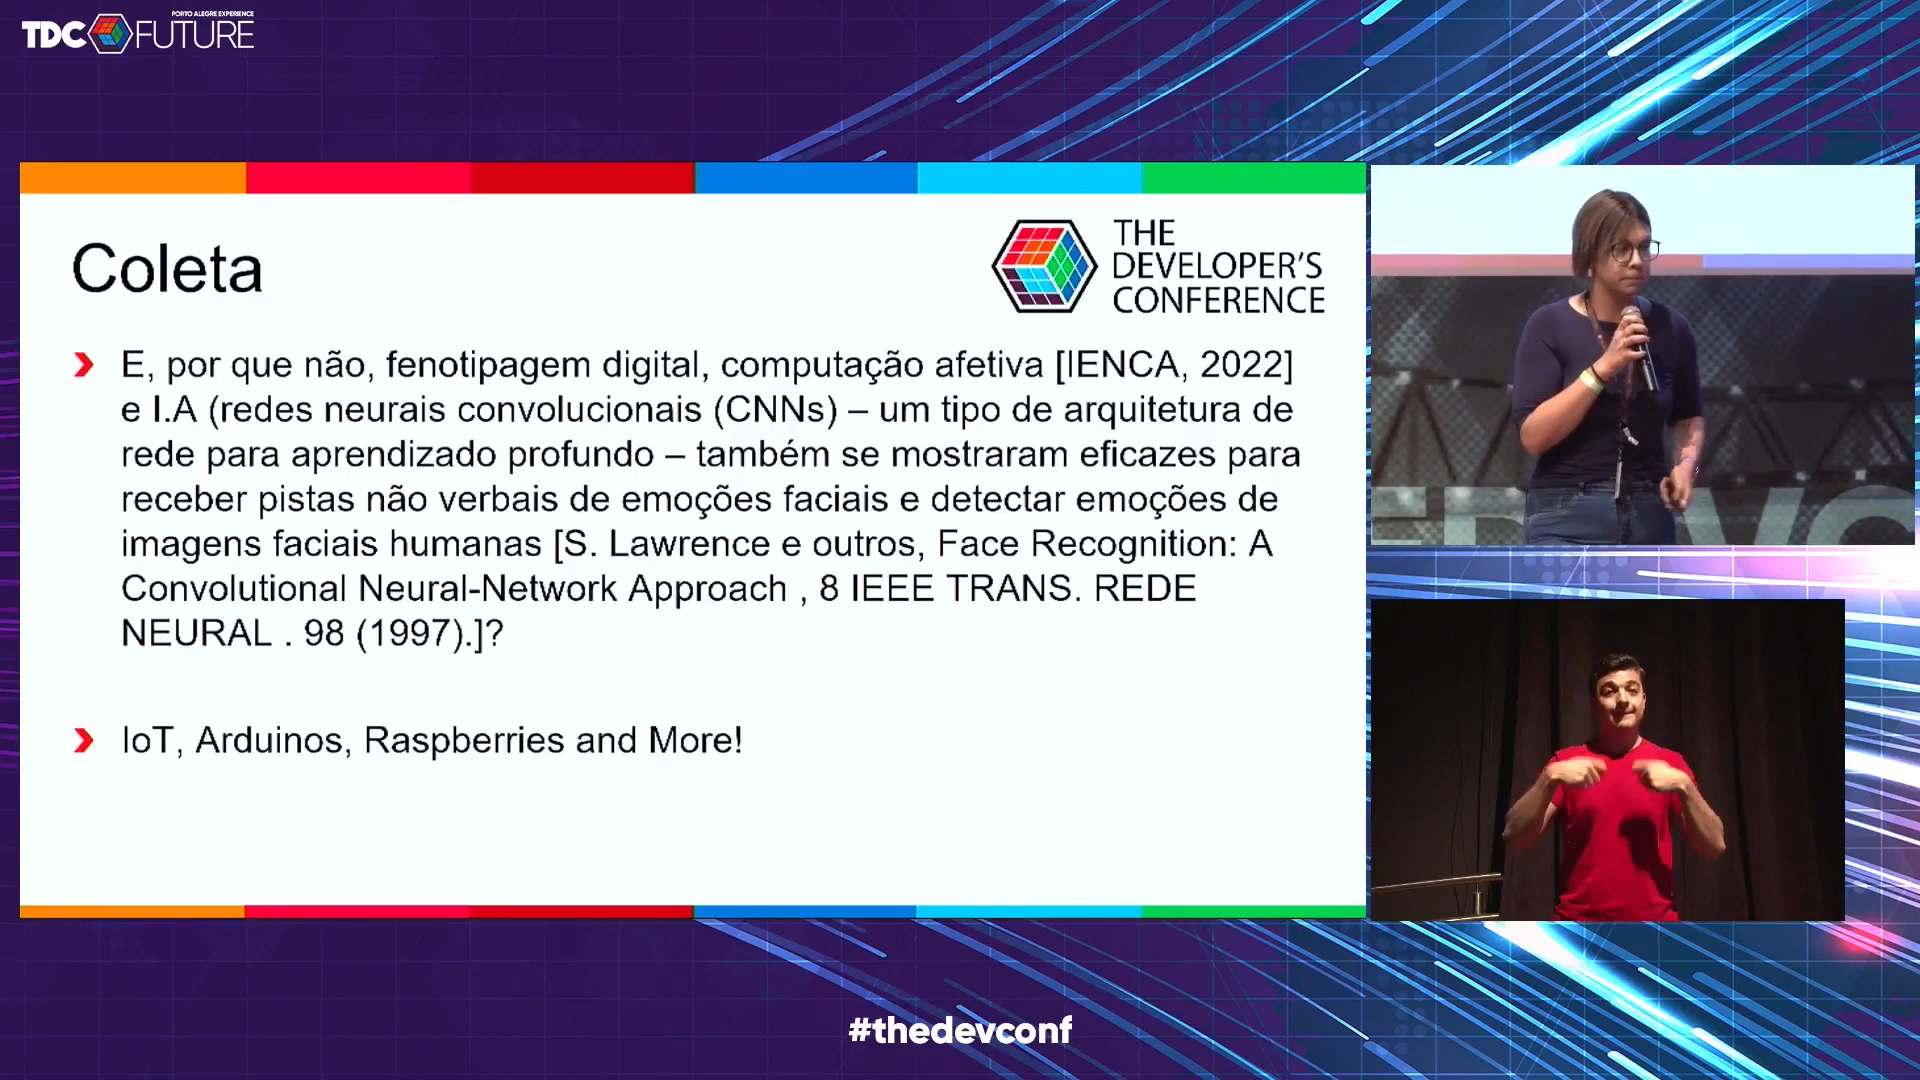 PORTO ALEGRE EXPERIENCE
TDC FUTURE
Coleta
THE
DEVELOPER'S
CONFERENCE
E, por que não, fenotipagem digital, computação afetiva [IENCA, 2022]
e I.A (redes neurais convolucionais (CNNs) – um tipo de arquitetura de
rede para aprendizado profundo – também se mostraram eficazes para
receber pistas não verbais de emoções faciais e detectar emoções de
imagens faciais humanas [S. Lawrence e outros, Face Recognition: A
Convolutional Neural-Network Approach , 8 IEEE TRANS. REDE
NEURAL . 98 (1997).]?
IoT, Arduinos, Raspberries and More!
#thedevconf